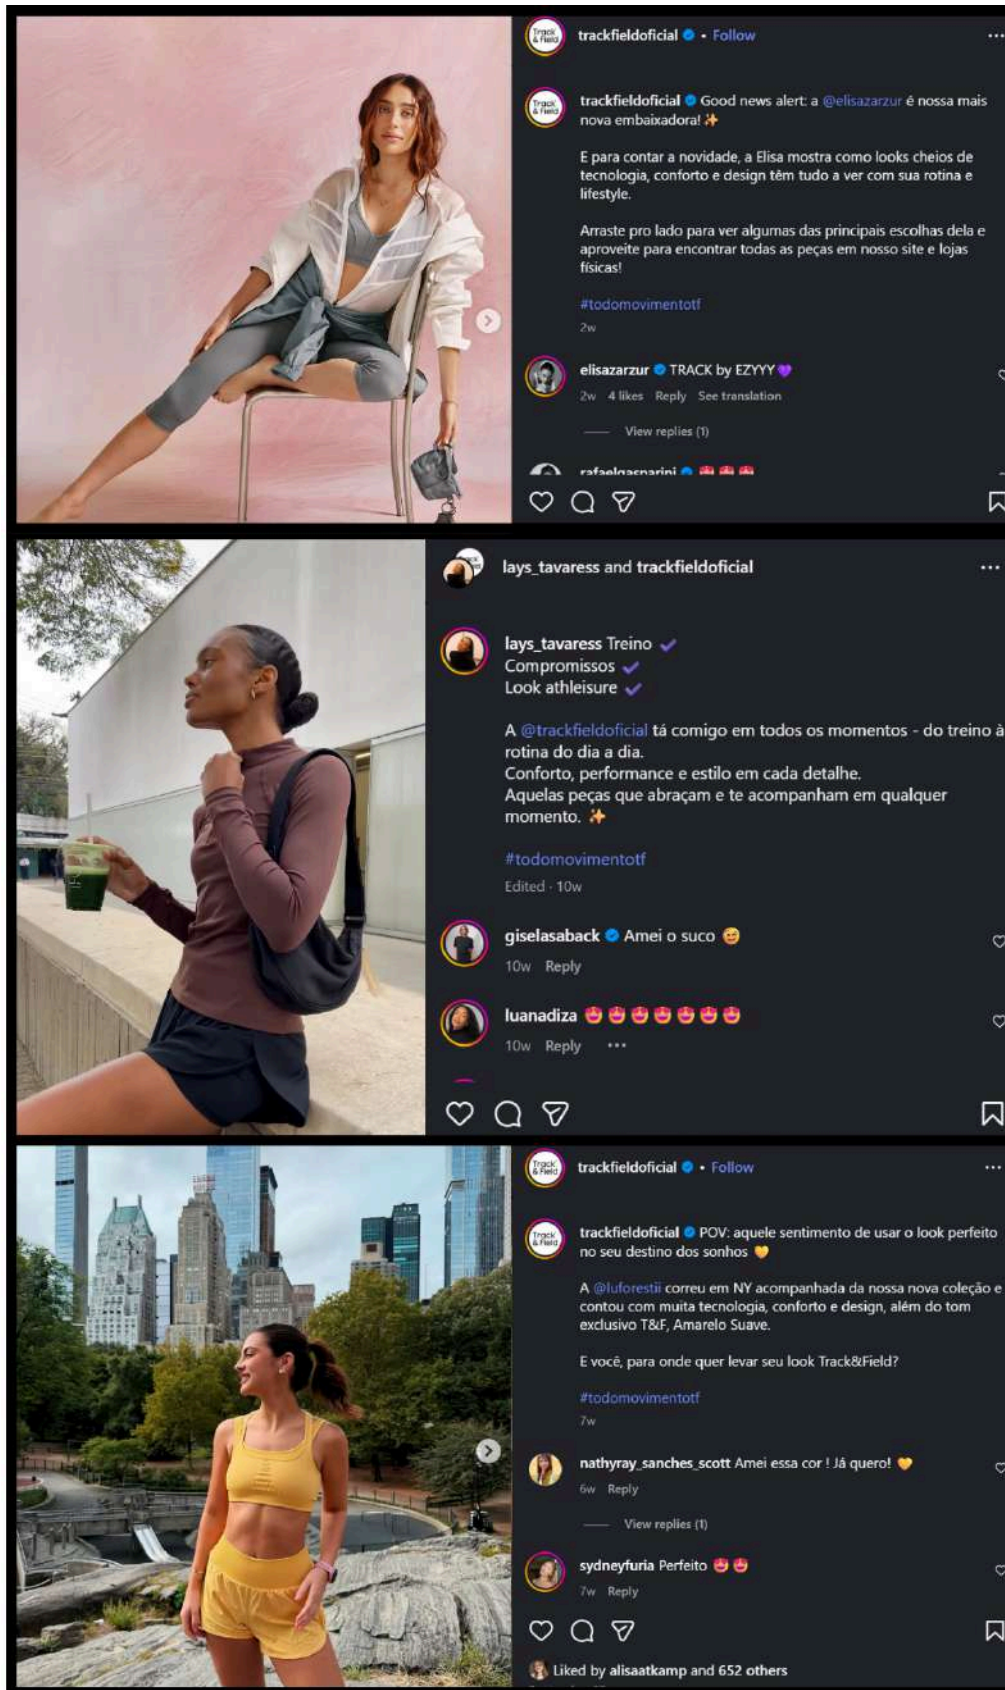 Track & Field
trackfieldoficial • Follow
Track & Field
trackfieldoficial Good news alert: a @elisazarzur é nossa mais
nova embaixadora! ✨
E para contar a novidade, a Elisa mostra como looks cheios de
tecnologia, conforto e design têm tudo a ver com sua rotina e
lifestyle.
Arraste pro lado para ver algumas das principais escolhas dela e
aproveite para encontrar todas as peças em nosso site e lojas
físicas!
#todomovimentotf
2w
elisazarzur TRACK by EZYYY💜
2w 4 likes Reply See translation
View replies (1)
rafaelgasparini 🤩🤩🤩
lays_tavaress and trackfieldoficial
lays_tavaress Treino ✔
Compromissos ✔
Look athleisure ✔
A @trackfieldoficial tá comigo em todos os momentos - do treino à
rotina do dia a dia.
Conforto, performance e estilo em cada detalhe.
Aquelas peças que abraçam e te acompanham em qualquer
momento. ✨
#todomovimentotf
Edited · 10w
giselasaback Amei o suco 😅
10w Reply
luanadiza 🤩🤩🤩🤩🤩🤩🤩
10w Reply •••
Track & Field
trackfieldoficial • Follow
Track & Field
trackfieldoficial POV: aquele sentimento de usar o look perfeito
no seu destino dos sonhos 💛
A @luforestii correu em NY acompanhada da nossa nova coleção e
contou com muita tecnologia, conforto e design, além do tom
exclusivo T&F, Amarelo Suave.
E você, para onde quer levar seu look Track&Field?
#todomovimentotf
7w
nathyray_sanches_scott Amei essa cor ! Já quero! 💛
6w Reply
View replies (1)
sydneyfuria Perfeito 🤩🤩
7w Reply
Liked by alisaatkamp and 652 others